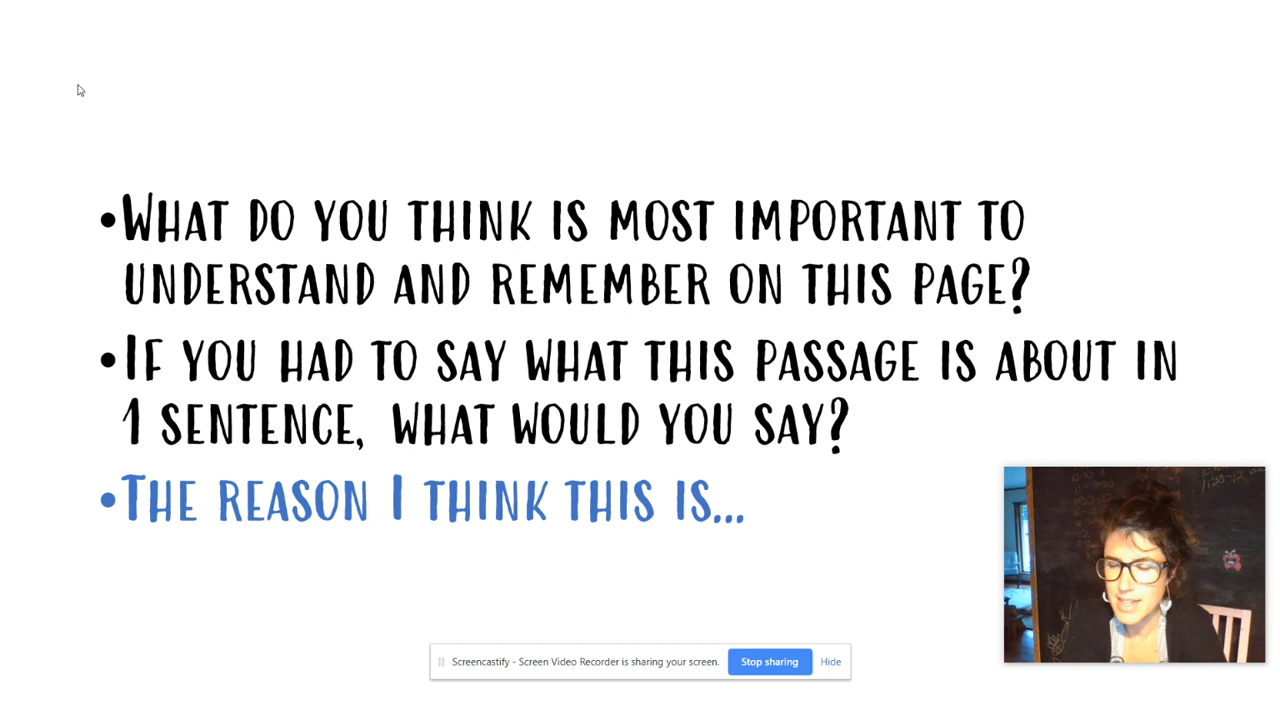 •What do you think is most important to
understand and remember on this page?
•If you had to say what this passage is about in
1 sentence, what would you say?
•The reason I think this is...
Screencastify - Screen Video Recorder is sharing your screen. Stop sharing Hide